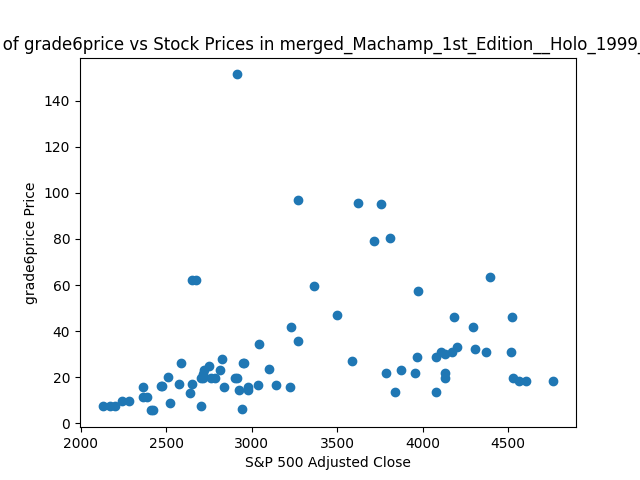 of grade6price vs Stock Prices in merged_Machamp_1st_Edition__Holo_1999_
140
120
100
80
60
40
20
0
grade6price Price
2000 2500 3000 3500 4000 4500
S&P 500 Adjusted Close